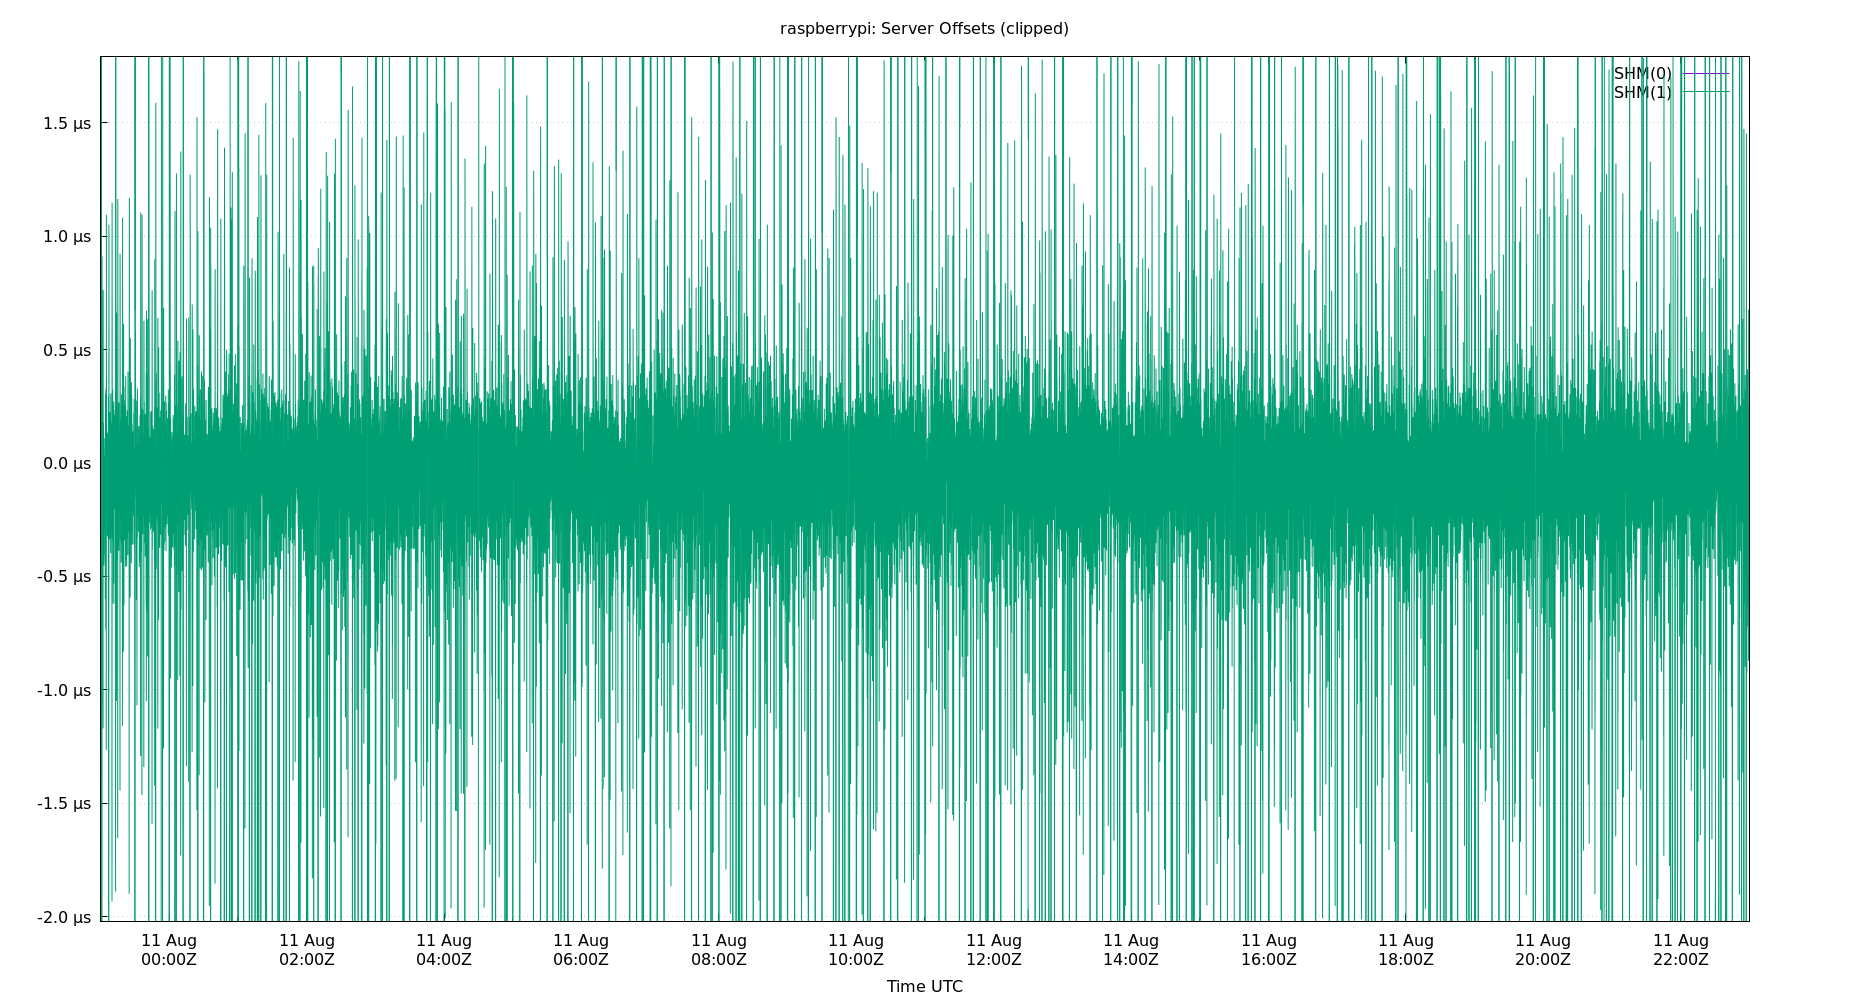 raspberrypi: Server Offsets (clipped)
SHM(0)
SHM(1)
1.5 µs
1.0 µs
0.5 µs
0.0 µs
-0.5 µs
-1.0 µs
-1.5 µs
-2.0 µs
11 Aug 11 Aug 11 Aug 11 Aug 11 Aug 11 Aug 11 Aug 11 Aug 11 Aug 11 Aug 11 Aug 11 Aug
00:00Z 02:00Z 04:00Z 06:00Z 08:00Z 10:00Z 12:00Z 14:00Z 16:00Z 18:00Z 20:00Z 22:00Z
Time UTC